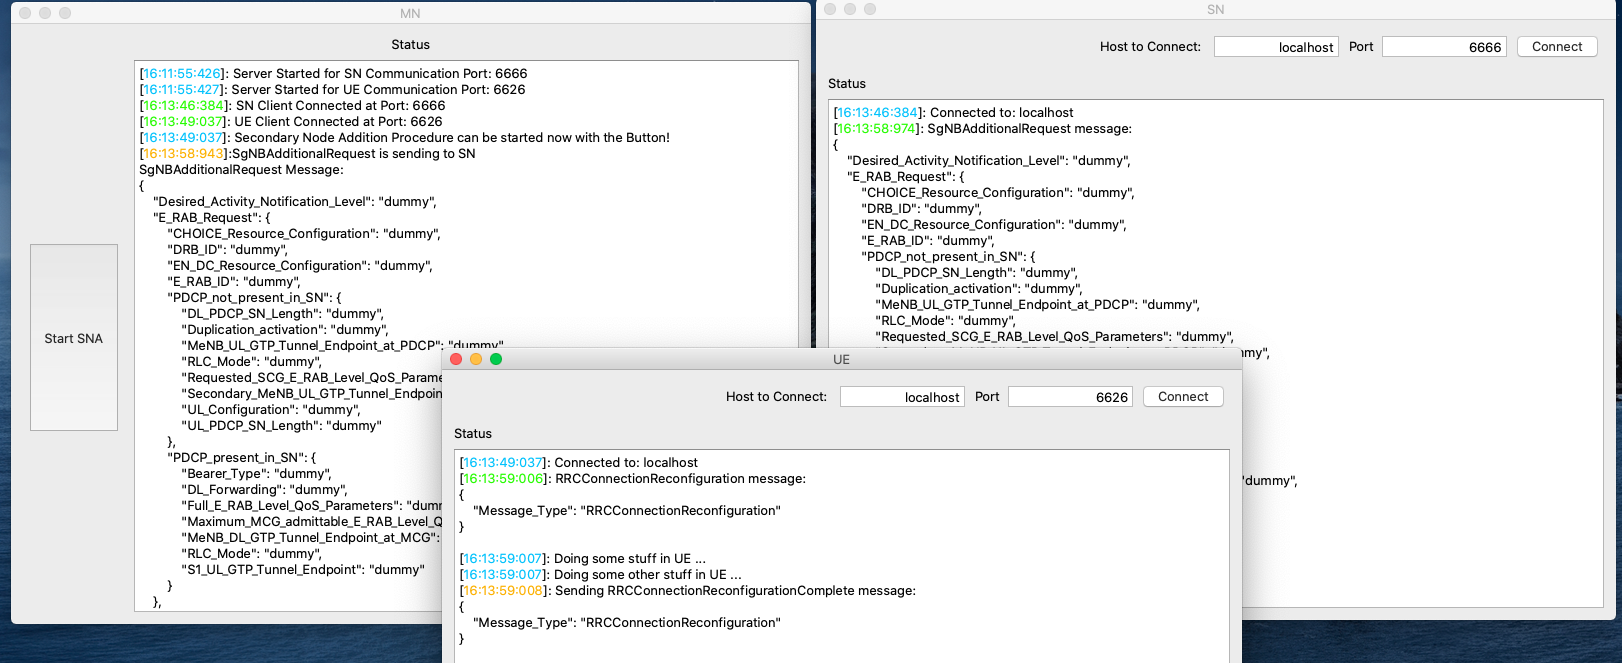 MN
Status
[16:11:55:426]: Server Started for SN Communication Port: 6666
[16:11:55:427]: Server Started for UE Communication Port: 6626
[16:13:46:384]: SN Client Connected at Port: 6666
[16:13:49:037]: UE Client Connected at Port: 6626
[16:13:49:037]: Secondary Node Addition Procedure can be started now with the Button!
[16:13:58:943]:SgNBAdditionalRequest is sending to SN
SgNBAdditionalRequest Message:
{
"Desired_Activity_Notification_Level": "dummy",
"E_RAB_Request": {
"CHOICE_Resource_Configuration": "dummy",
"DRB_ID": "dummy",
"EN_DC_Resource_Configuration": "dummy",
"E_RAB_ID": "dummy",
"PDCP_not_present_in_SN": {
"DL_PDCP_SN_Length": "dummy",
"Duplication_activation": "dummy",
"MeNB_UL_GTP_Tunnel_Endpoint_at_PDCP": "dummy",
"RLC_Mode": "dummy",
"Requested_SCG_E_RAB_Level_QoS_Parame
"Secondary_MeNB_UL_GTP_Tunnel_Endpoin
"UL_Configuration": "dummy",
"UL_PDCP_SN_Length": "dummy"
},
"PDCP_present_in_SN": {
"Bearer_Type": "dummy",
"DL_Forwarding": "dummy",
"Full_E_RAB_Level_QoS_Parameters": "dumm
"Maximum_MCG_admittable_E_RAB_Level_Q
"MeNB_DL_GTP_Tunnel_Endpoint_at_MCG":
"RLC_Mode": "dummy",
"S1_UL_GTP_Tunnel_Endpoint": "dummy"
}
},
Start SNA
SN
Host to Connect: localhost Port 6666 Connect
Status
[16:13:46:384]: Connected to: localhost
[16:13:58:974]: SgNBAdditionalRequest message:
{
"Desired_Activity_Notification_Level": "dummy",
"E_RAB_Request": {
"CHOICE_Resource_Configuration": "dummy",
"DRB_ID": "dummy",
"EN_DC_Resource_Configuration": "dummy",
"E_RAB_ID": "dummy",
"PDCP_not_present_in_SN": {
"DL_PDCP_SN_Length": "dummy",
"Duplication_activation": "dummy",
"MeNB_UL_GTP_Tunnel_Endpoint_at_PDCP": "dummy",
"RLC_Mode": "dummy",
"Requested_SCG_E_RAB_Level_QoS_Parameters": "dummy",
my",
"dummy",
UE
Host to Connect: localhost Port 6626 Connect
Status
[16:13:49:037]: Connected to: localhost
[16:13:59:006]: RRCConnectionReconfiguration message:
{
"Message_Type": "RRCConnectionReconfiguration"
}
[16:13:59:007]: Doing some stuff in UE ...
[16:13:59:007]: Doing some other stuff in UE ...
[16:13:59:008]: Sending RRCConnectionReconfigurationComplete message:
{
"Message_Type": "RRCConnectionReconfiguration"
}